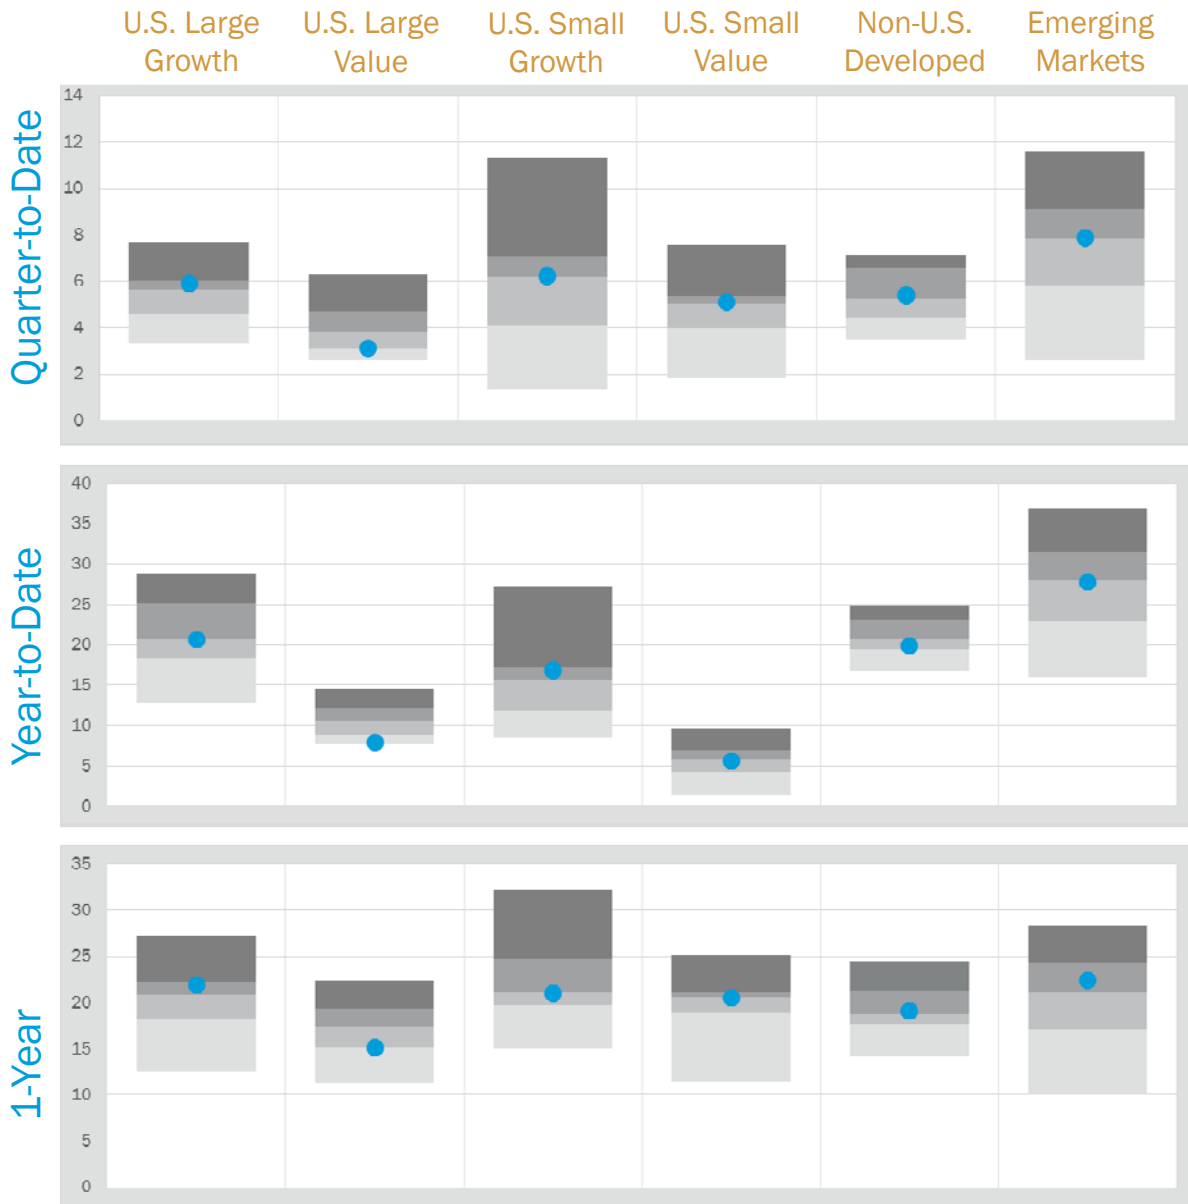 U.S. Large Growth
U.S. Large Value
U.S. Small Growth
U.S. Small Value
Non-U.S. Developed
Emerging Markets
Quarter-to-Date
14
12
10
8
6
4
2
0
Year-to-Date
40
35
30
25
20
15
10
5
0
1-Year
35
30
25
20
15
10
5
0